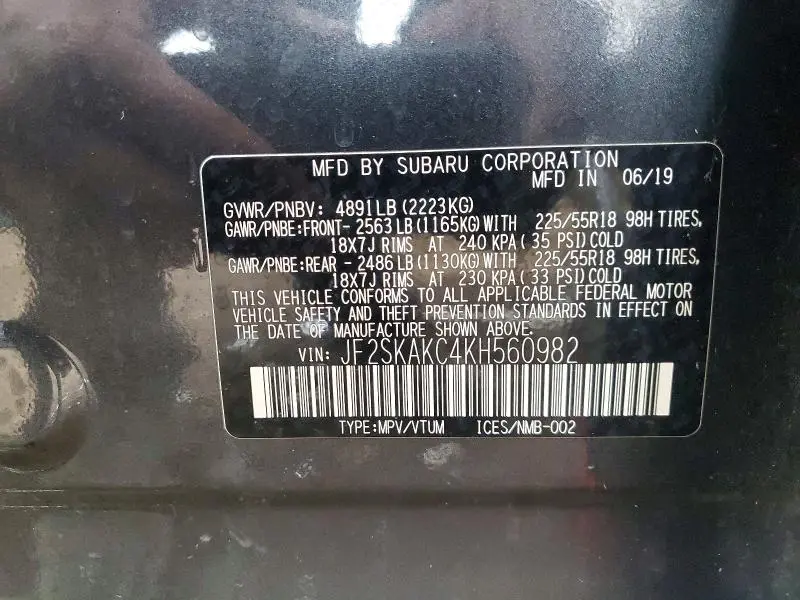 MFD BY SUBARU CORPORATION
MFD IN 06/19
GVWR/PNBV: 4891LB (2223KG)
GAWR/PNBE:FRONT- 2563LB (1165KG) WITH 225/55R18 98H TIRES,
18X7J RIMS AT 240 KPA ( 35 PSI) COLD
GAWR/PNBE:REAR - 2486LB (1130KG) WITH 225/55R18 98H TIRES,
18X7J RIMS AT 230 KPA ( 33 PSI) COLD
THIS VEHICLE CONFORMS TO ALL APPLICABLE FEDERAL MOTOR
VEHICLE SAFETY AND THEFT PREVENTION STANDARDS IN EFFECT ON
THE DATE OF MANUFACTURE SHOWN ABOVE.
VIN: JF2SKAKC4KH560982
TYPE:MPV/VTUM ICES/NMB-002